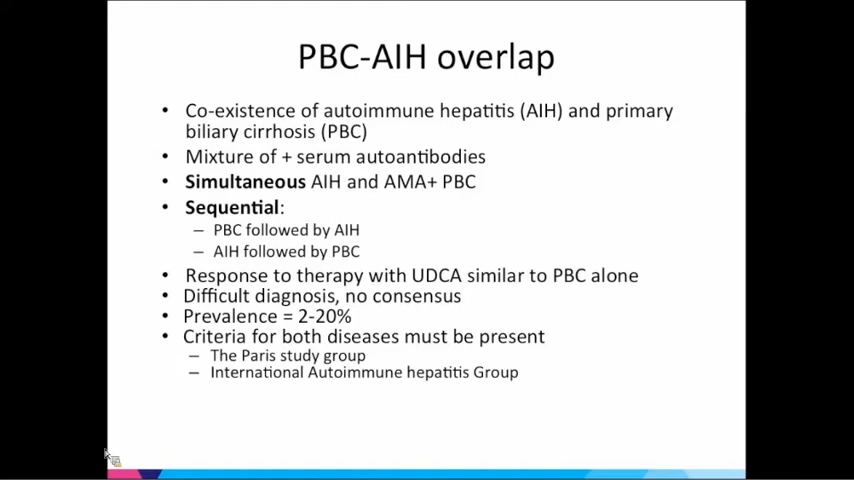 PBC-AIH overlap
• Co-existence of autoimmune hepatitis (AIH) and primary
biliary cirrhosis (PBC)
• Mixture of + serum autoantibodies
• Simultaneous AIH and AMA+ PBC
• Sequential:
– PBC followed by AIH
– AIH followed by PBC
• Response to therapy with UDCA similar to PBC alone
• Difficult diagnosis, no consensus
• Prevalence = 2-20%
• Criteria for both diseases must be present
– The Paris study group
– International Autoimmune hepatitis Group